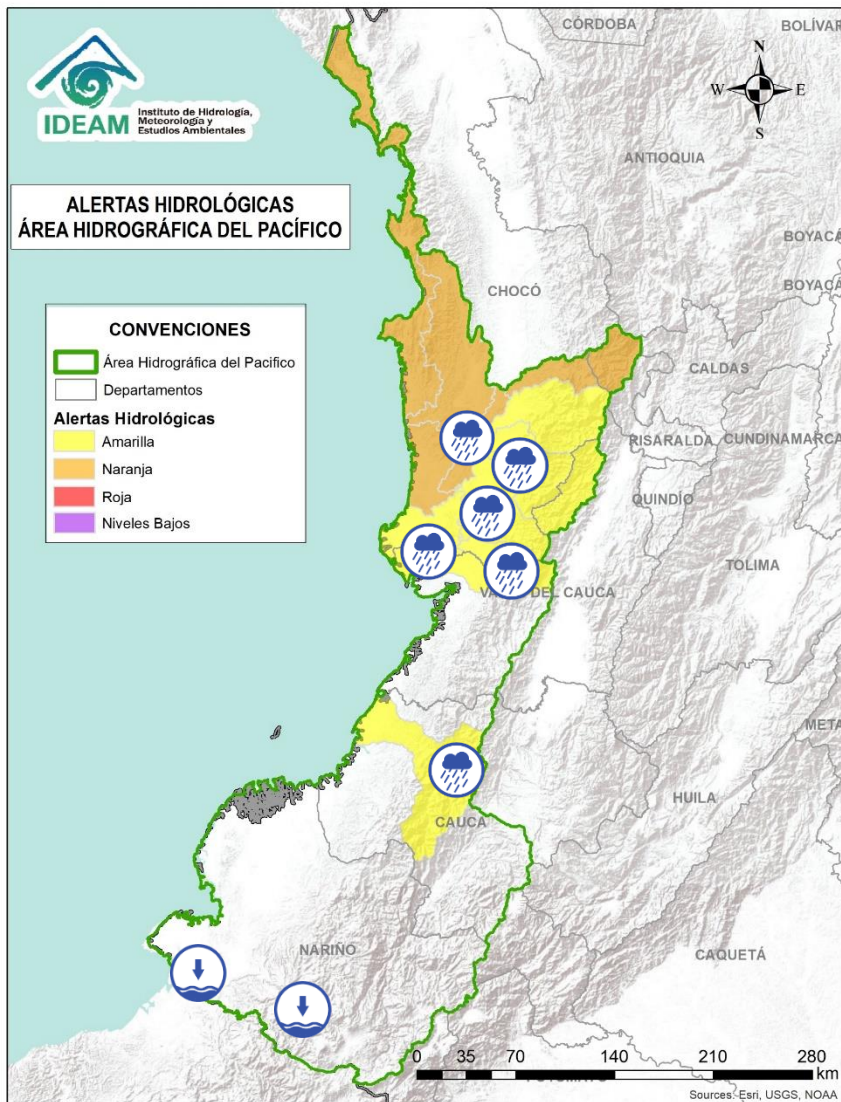 CÓRDOBA
BOLÍVAR
IDEAM
Instituto de Hidrología,
Meteorología y
Estudios Ambientales
N
W
E
S
ALERTAS HIDROLÓGICAS
ÁREA HIDROGRÁFICA DEL PACÍFICO
ANTIOQUIA
BOYACÁ
BOYACÁ
CHOCÓ
CONVENCIONES
Área Hidrográfica del Pacifico
Departamentos
Alertas Hidrológicas
Amarilla
Naranja
Roja
Niveles Bajos
CALDAS
RISARALDA
CUNDINAMARCA
QUINDÍO
TOLIMA
DEL CAUCA
META
HUILA
CAUCA
NARIÑO
CAQUETÁ
0 35 70 140 210 280
km
Sources: Esri, USGS, NOAA